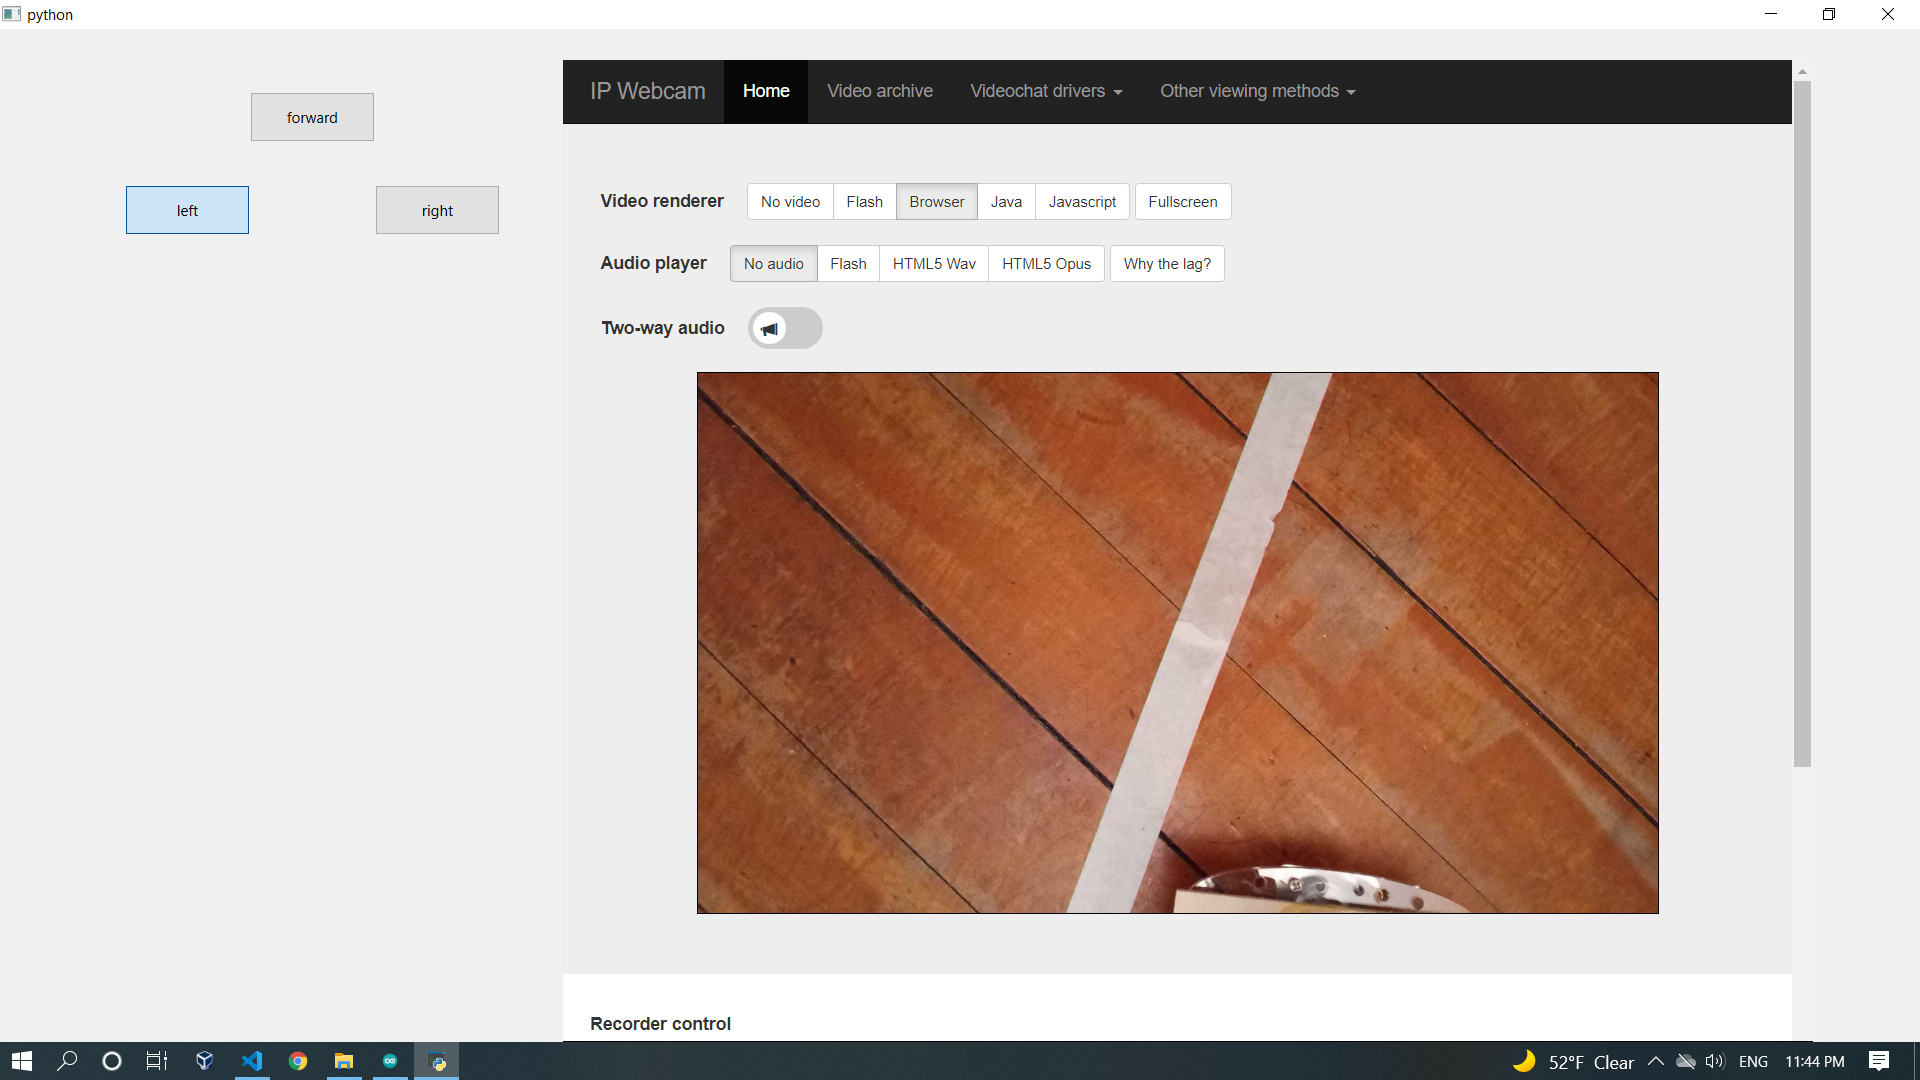 python
forward
left
right
IP Webcam Home Video archive Videochat drivers Other viewing methods
Video renderer No video Flash Browser Java Javascript Fullscreen
Audio player No audio Flash HTML5 Wav HTML5 Opus Why the lag?
Two-way audio
Recorder control
52°F Clear ENG 11:44 PM